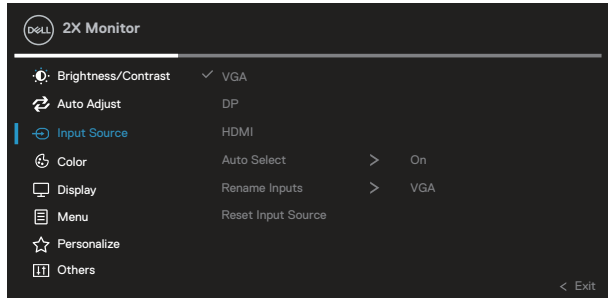 DELL 2X Monitor
Brightness/Contrast ✓ VGA
Auto Adjust DP
Input Source HDMI
Color Auto Select > On
Display Rename Inputs > VGA
Menu Reset Input Source
Personalize
Others
< Exit